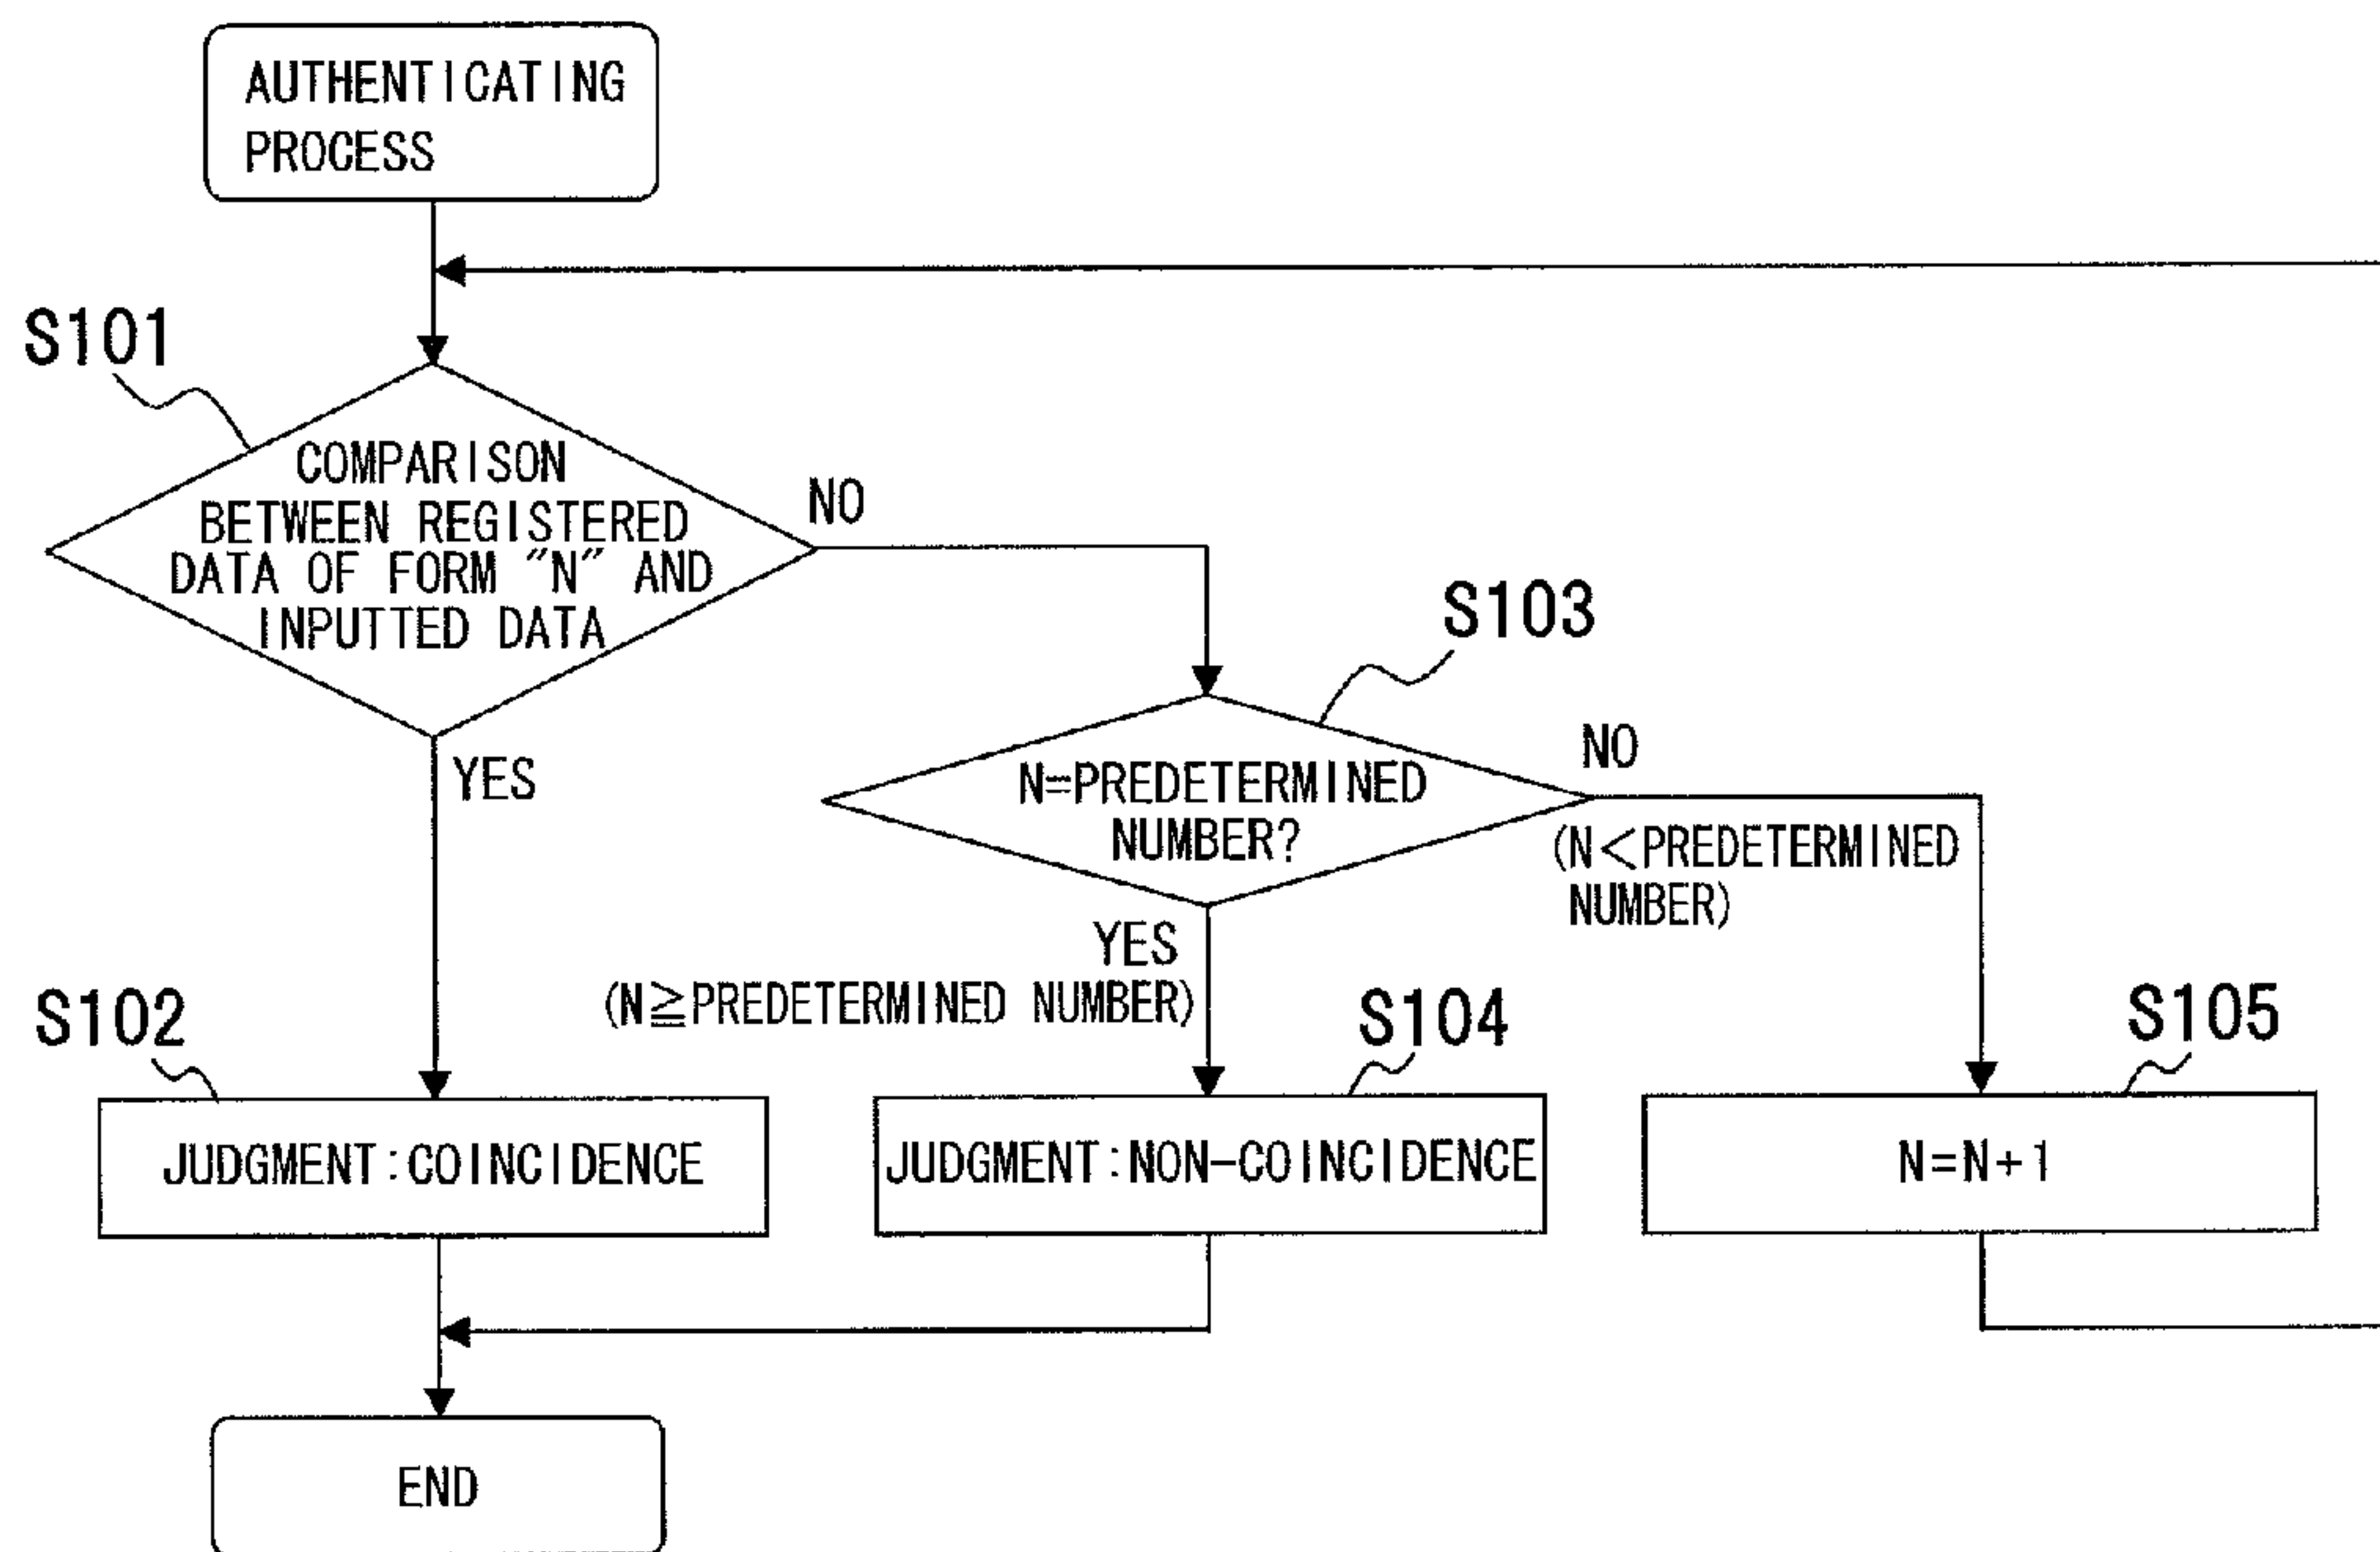 AUTHENTICATING
PROCESS
S101
COMPARISON
BETWEEN REGISTERED
DATA OF FORM "N" AND
INPUTTED DATA
NO
YES
S103
N=PREDETERMINED
NUMBER?
NO
(N<PREDETERMINED
NUMBER)
YES
(N≧PREDETERMINED NUMBER)
S102
JUDGMENT:COINCIDENCE
S104
JUDGMENT:NON-COINCIDENCE
S105
N=N+1
END